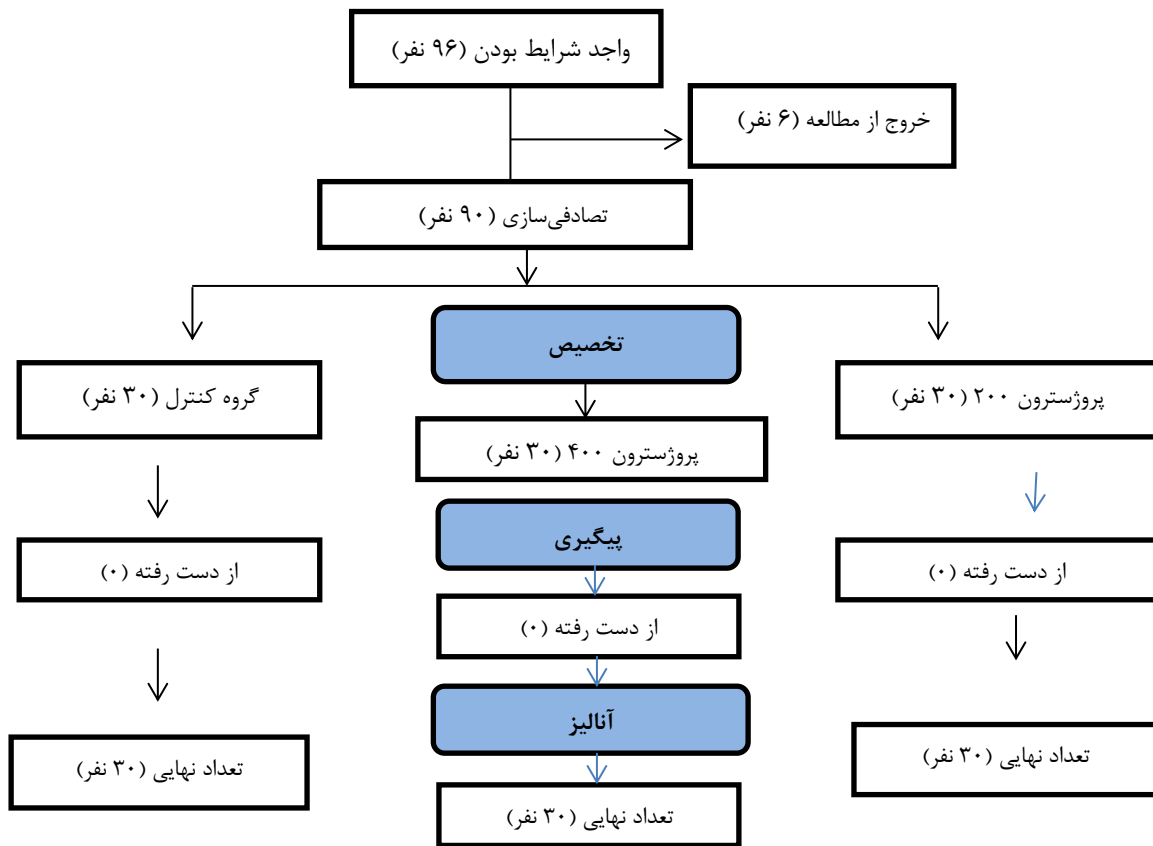 واجد شرایط بودن (۹۶ نفر)
خروج از مطالعه (۶ نفر)
تصادفی‌سازی (۹۰ نفر)
تخصیص
پروژسترون ۲۰۰ (۳۰ نفر)
گروه کنترل (۳۰ نفر)
پروژسترون ۴۰۰ (۳۰ نفر)
پیگیری
از دست رفته (۰)
از دست رفته (۰)
از دست رفته (۰)
آنالیز
تعداد نهایی (۳۰ نفر)
تعداد نهایی (۳۰ نفر)
تعداد نهایی (۳۰ نفر)